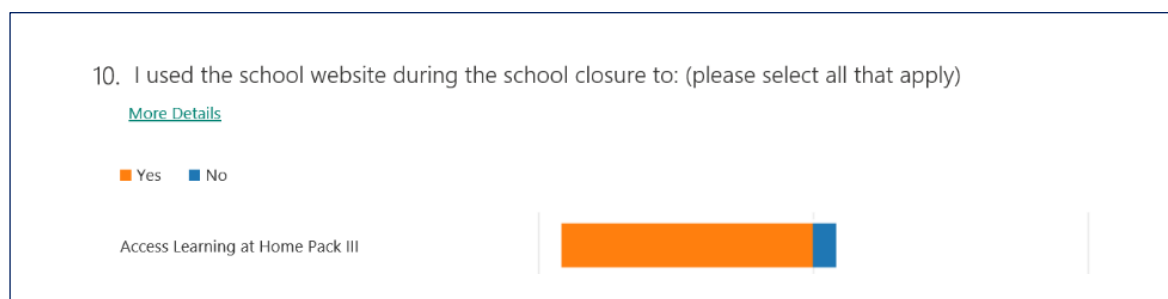 10. I used the school website during the school closure to: (please select all that apply)
More Details
Yes No
Access Learning at Home Pack III